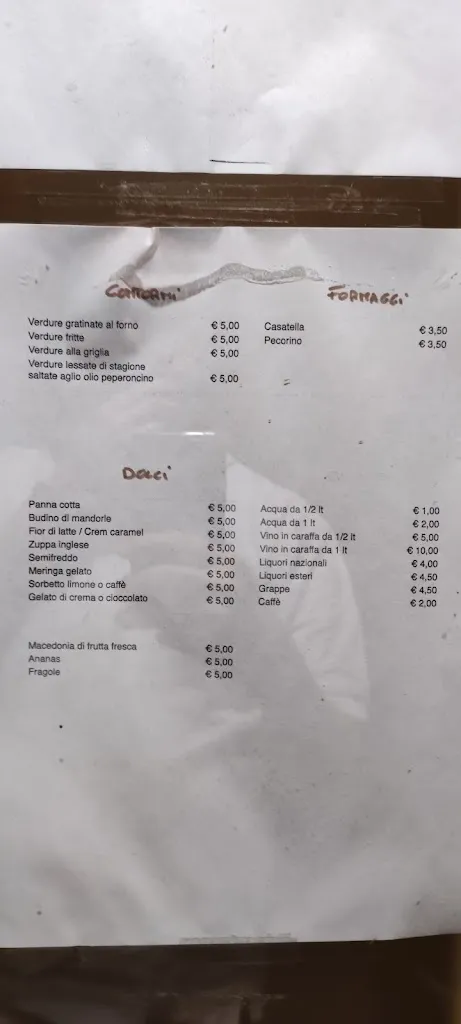 Contorni
Verdure gratinate al forno € 5,00
Verdure fritte € 5,00
Verdure alla griglia € 5,00
Verdure lessate di stagione
saltate aglio olio peperoncino € 5,00
FORMAGGI
Casatella € 3,50
Pecorino € 3,50
Dolci
Panna cotta € 5,00
Budino di mandorle € 5,00
Fior di latte / Crem caramel € 5,00
Zuppa inglese € 5,00
Semifreddo € 5,00
Meringa gelato € 5,00
Sorbetto limone o caffè € 5,00
Gelato di crema o cioccolato € 5,00
Macedonia di frutta fresca € 5,00
Ananas € 5,00
Fragole € 5,00
Acqua da 1/2 lt € 1,00
Acqua da 1 lt € 2,00
Vino in caraffa da 1/2 lt € 5,00
Vino in caraffa da 1 lt € 10,00
Liquori nazionali € 4,00
Liquori esteri € 4,50
Grappe € 4,50
Caffè € 2,00